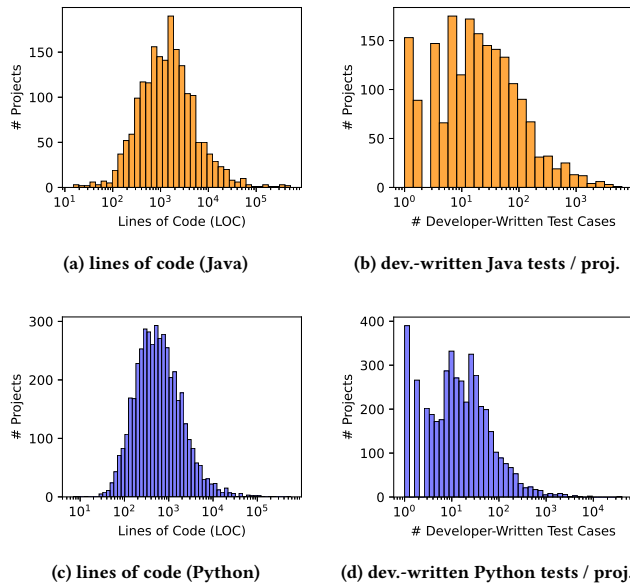 150
100
50
0
# Projects
10^1 10^2 10^3 10^4 10^5
Lines of Code (LOC)
(a) lines of code (Java)
150
100
50
0
# Projects
10^0 10^1 10^2 10^3
# Developer-Written Test Cases
(b) dev.-written Java tests / proj.
300
200
100
0
# Projects
10^1 10^2 10^3 10^4 10^5
Lines of Code (LOC)
(c) lines of code (Python)
400
300
200
100
0
# Projects
10^0 10^1 10^2 10^3 10^4
# Developer-Written Test Cases
(d) dev.-written Python tests / proj.